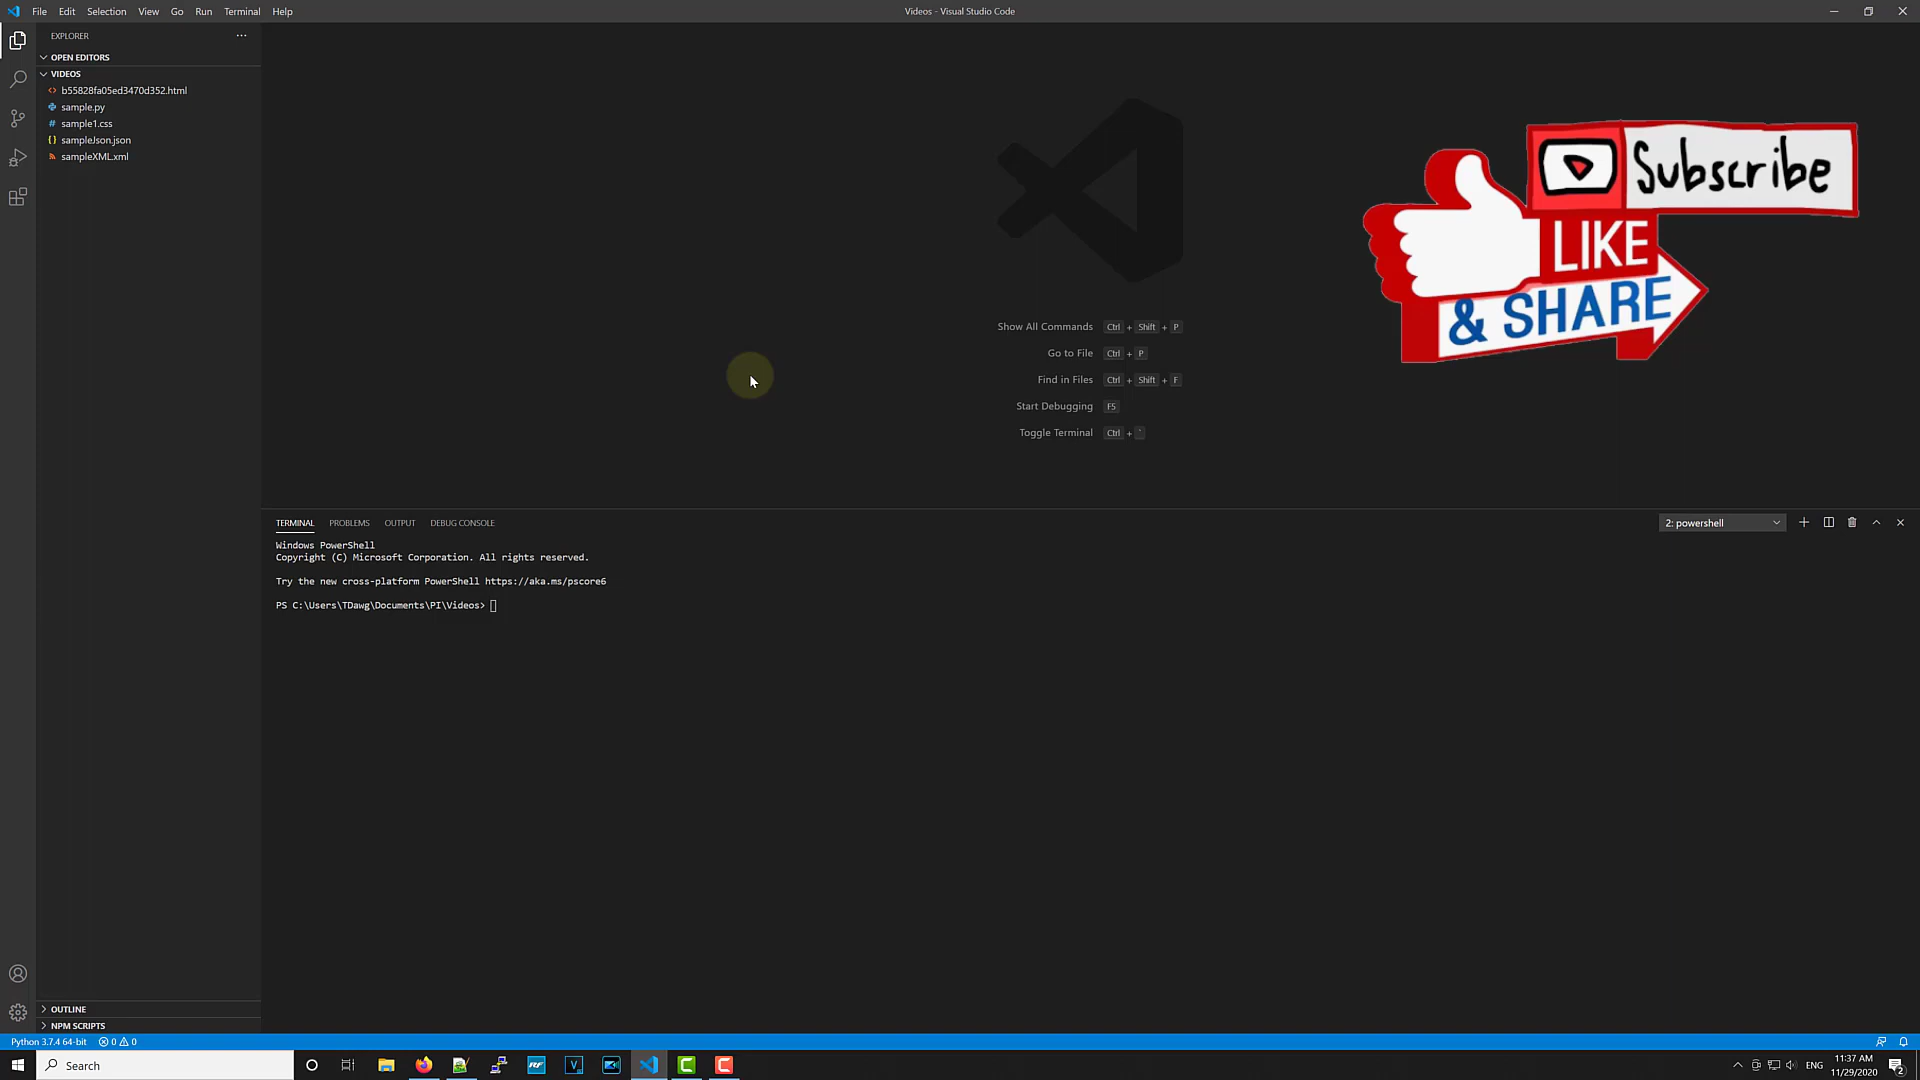 File Edit Selection View Go Run Terminal Help
Videos - Visual Studio Code
EXPLORER
OPEN EDITORS
VIDEOS
b55828fa05ed3470d352.html
sample.py
sample1.css
sampleJson.json
sampleXML.xml
Subscribe
LIKE
& SHARE
Show All Commands Ctrl + Shift + P
Go to File Ctrl + P
Find in Files Ctrl + Shift + F
Start Debugging F5
Toggle Terminal Ctrl + `
TERMINAL PROBLEMS OUTPUT DEBUG CONSOLE
2: powershell
Windows PowerShell
Copyright (C) Microsoft Corporation. All rights reserved.
Try the new cross-platform PowerShell https://aka.ms/pscore6
PS C:\Users\TDawg\Documents\PI\Videos>
OUTLINE
NPM SCRIPTS
Python 3.7.4 64-bit 0 0
Search
RF
V
C
C
ENG
11:37 AM
11/29/2020
2